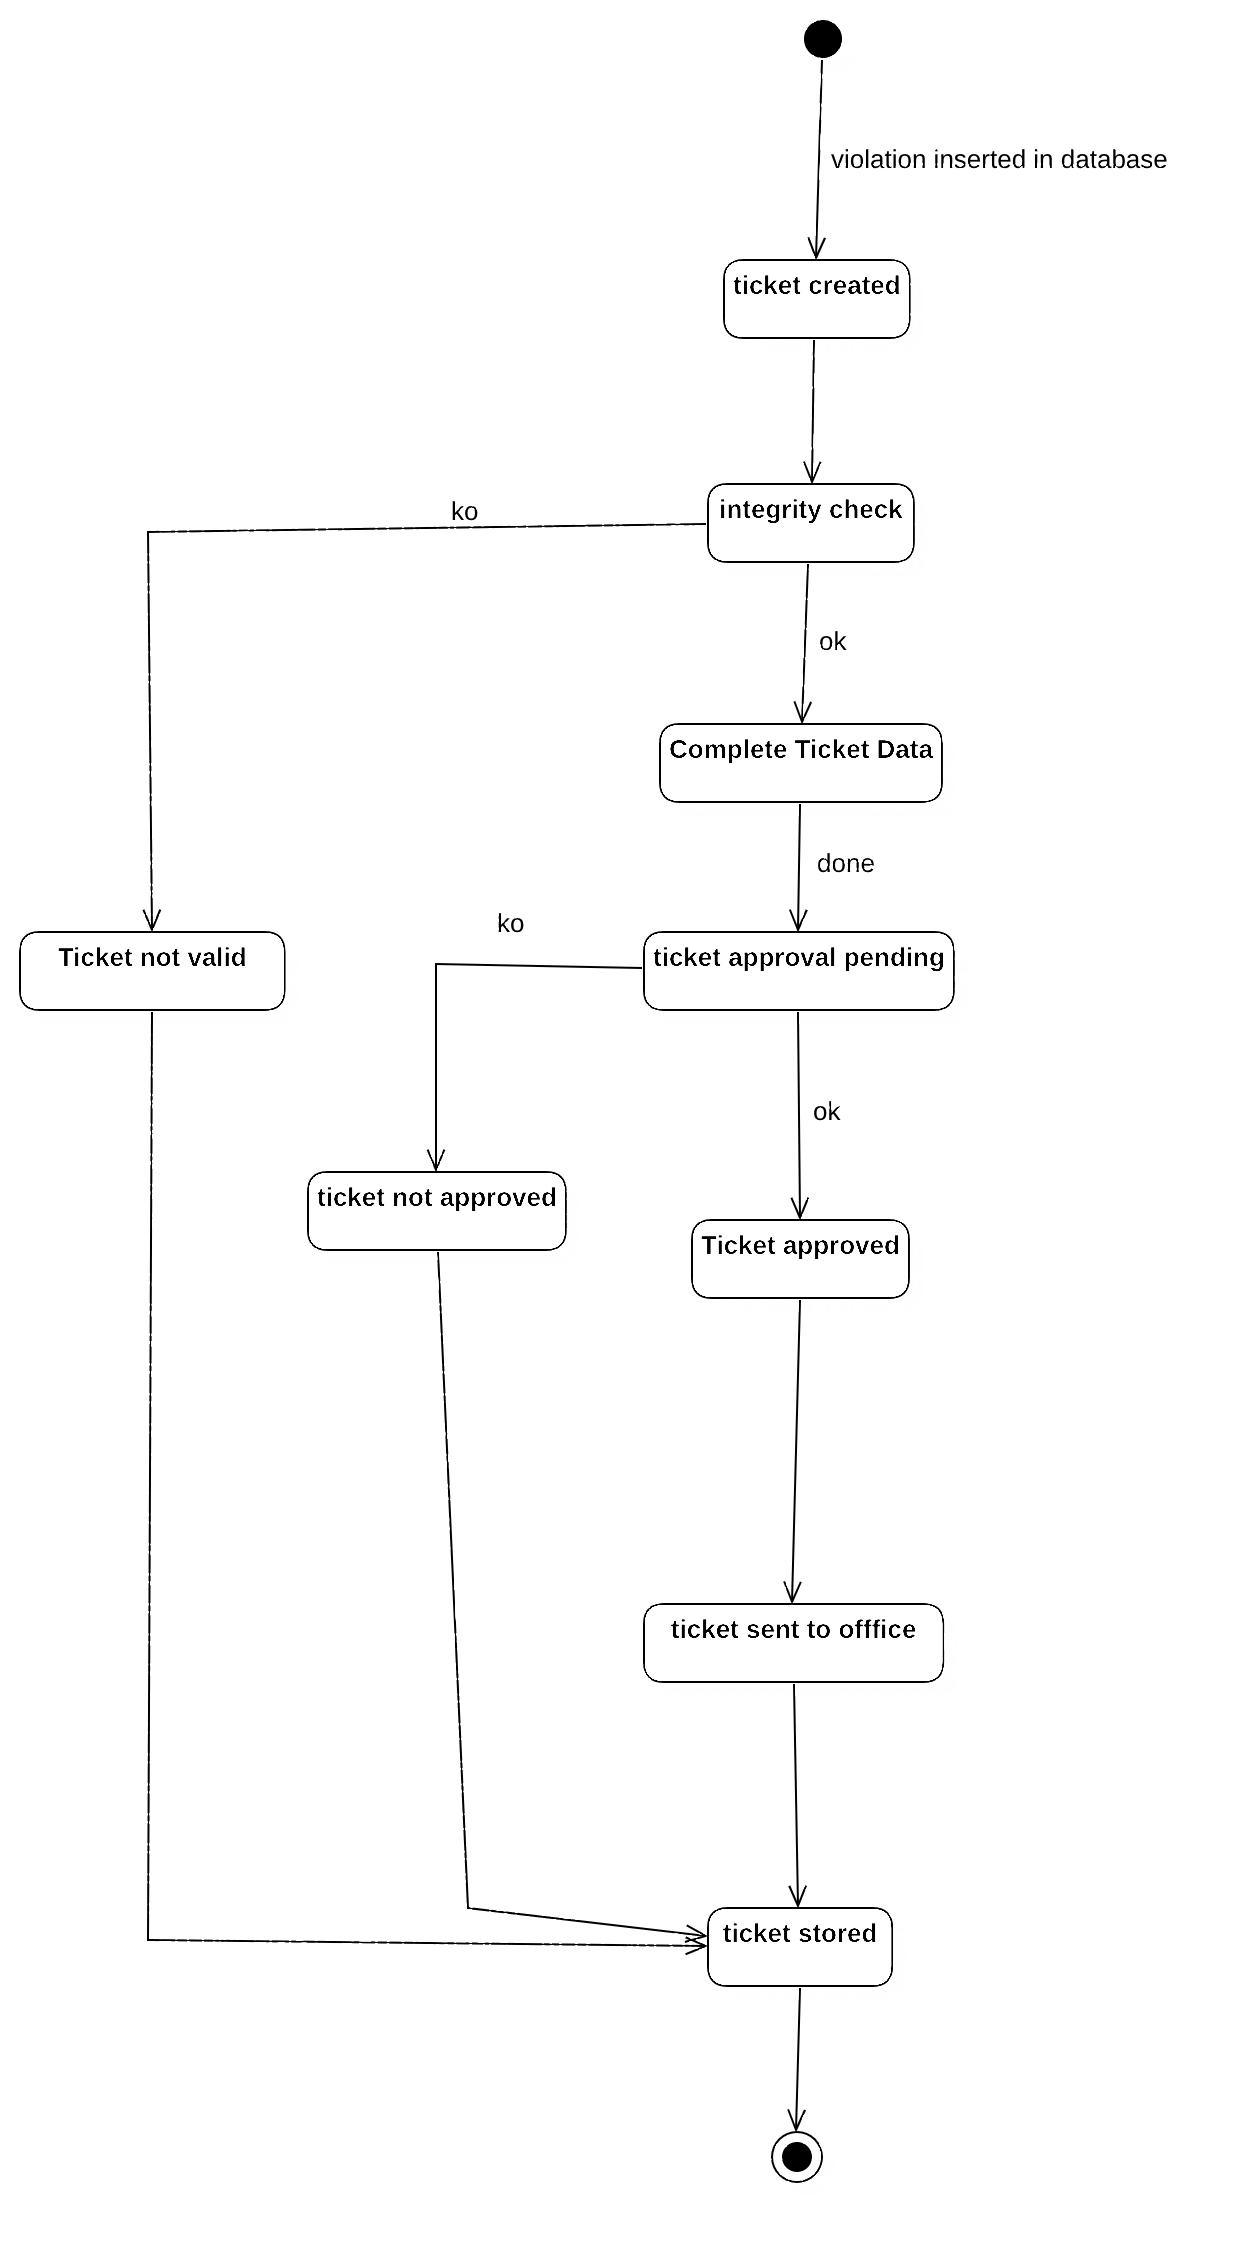 violation inserted in database
ticket created
ko
integrity check
ok
Complete Ticket Data
done
ko
Ticket not valid
ticket approval pending
ok
ticket not approved
Ticket approved
ticket sent to offfice
ticket stored